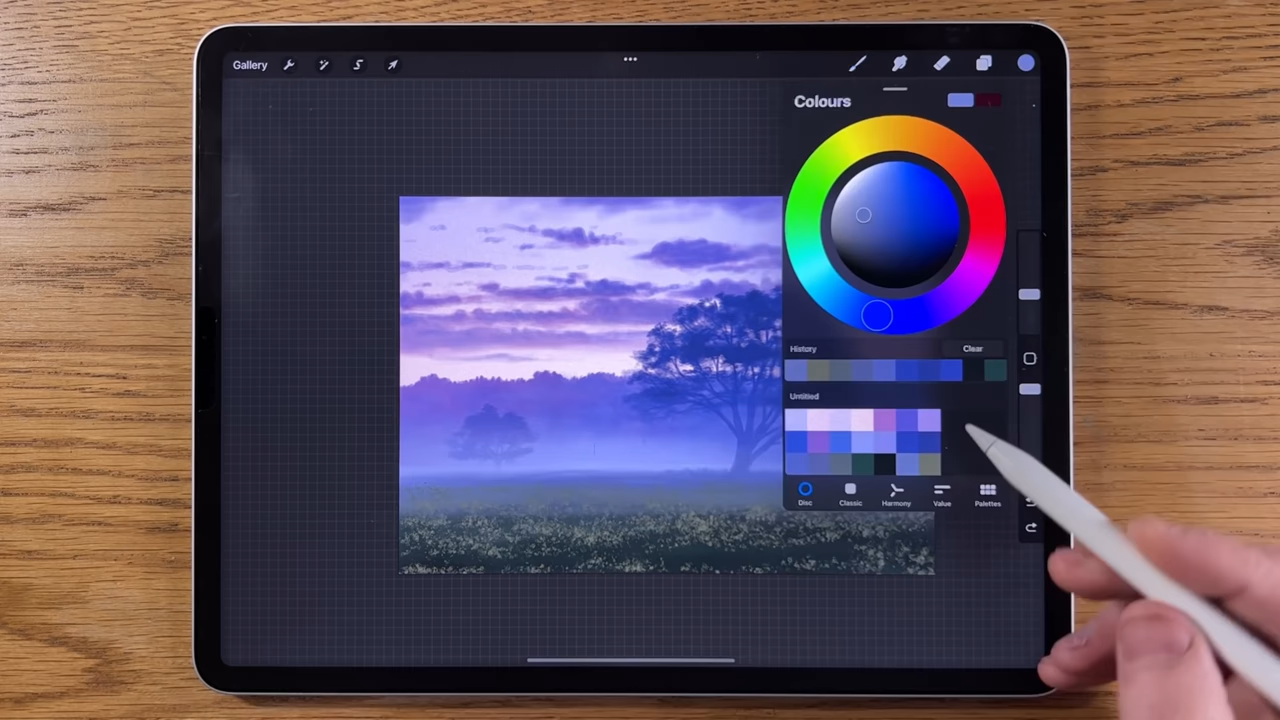 Gallery
Colours
History
Clear
Untitled
Disc
Classic
Harmony
Value
Palettes